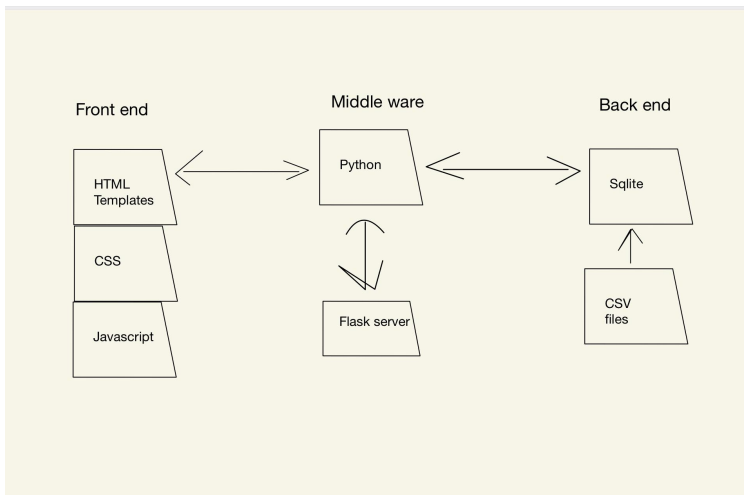 Front end
Middle ware
Back end
HTML
Templates
CSS
Javascript
Python
Flask server
Sqlite
CSV
files